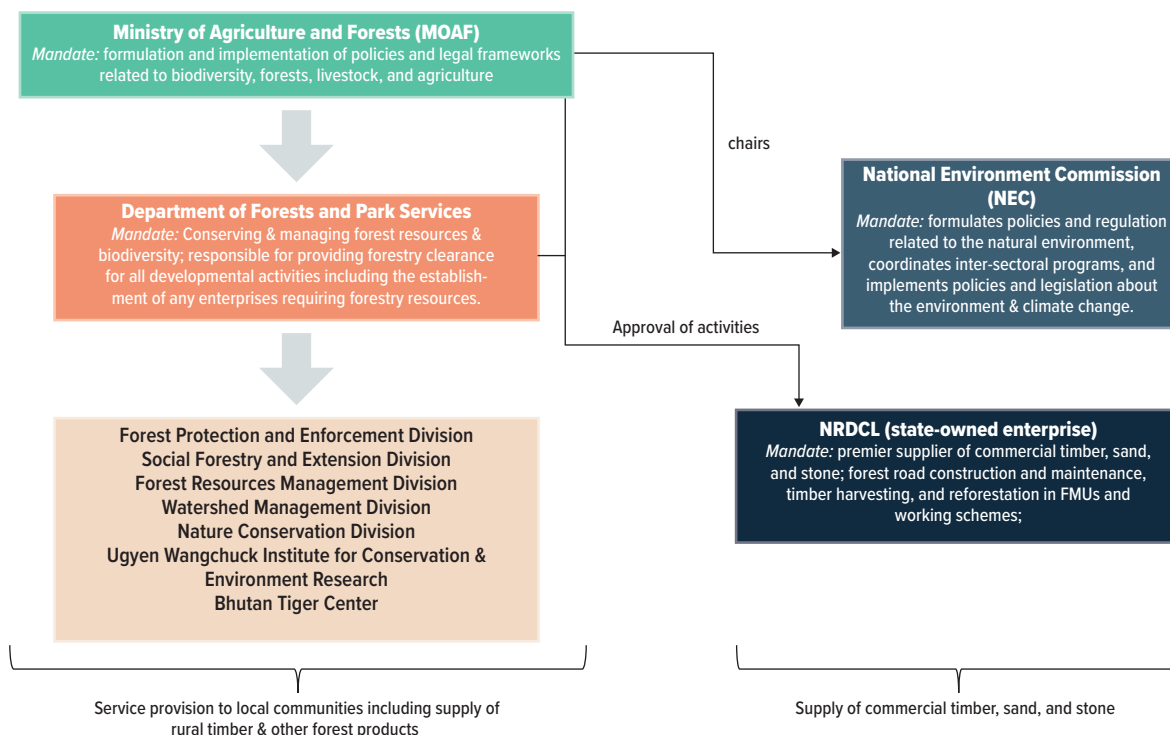 Ministry of Agriculture and Forests (MOAF)
Mandate: formulation and implementation of policies and legal frameworks
related to biodiversity, forests, livestock, and agriculture
chairs
National Environment Commission
(NEC)
Mandate: formulates policies and regulation
related to the natural environment,
coordinates inter-sectoral programs, and
implements policies and legislation about
the environment & climate change.
Department of Forests and Park Services
Mandate: Conserving & managing forest resources &
biodiversity; responsible for providing forestry clearance
for all developmental activities including the establish-
ment of any enterprises requiring forestry resources.
Approval of activities
NRDCL (state-owned enterprise)
Mandate: premier supplier of commercial timber, sand,
and stone; forest road construction and maintenance,
timber harvesting, and reforestation in FMUs and
working schemes;
Forest Protection and Enforcement Division
Social Forestry and Extension Division
Forest Resources Management Division
Watershed Management Division
Nature Conservation Division
Ugyen Wangchuck Institute for Conservation &
Environment Research
Bhutan Tiger Center
Service provision to local communities including supply of
rural timber & other forest products
Supply of commercial timber, sand, and stone